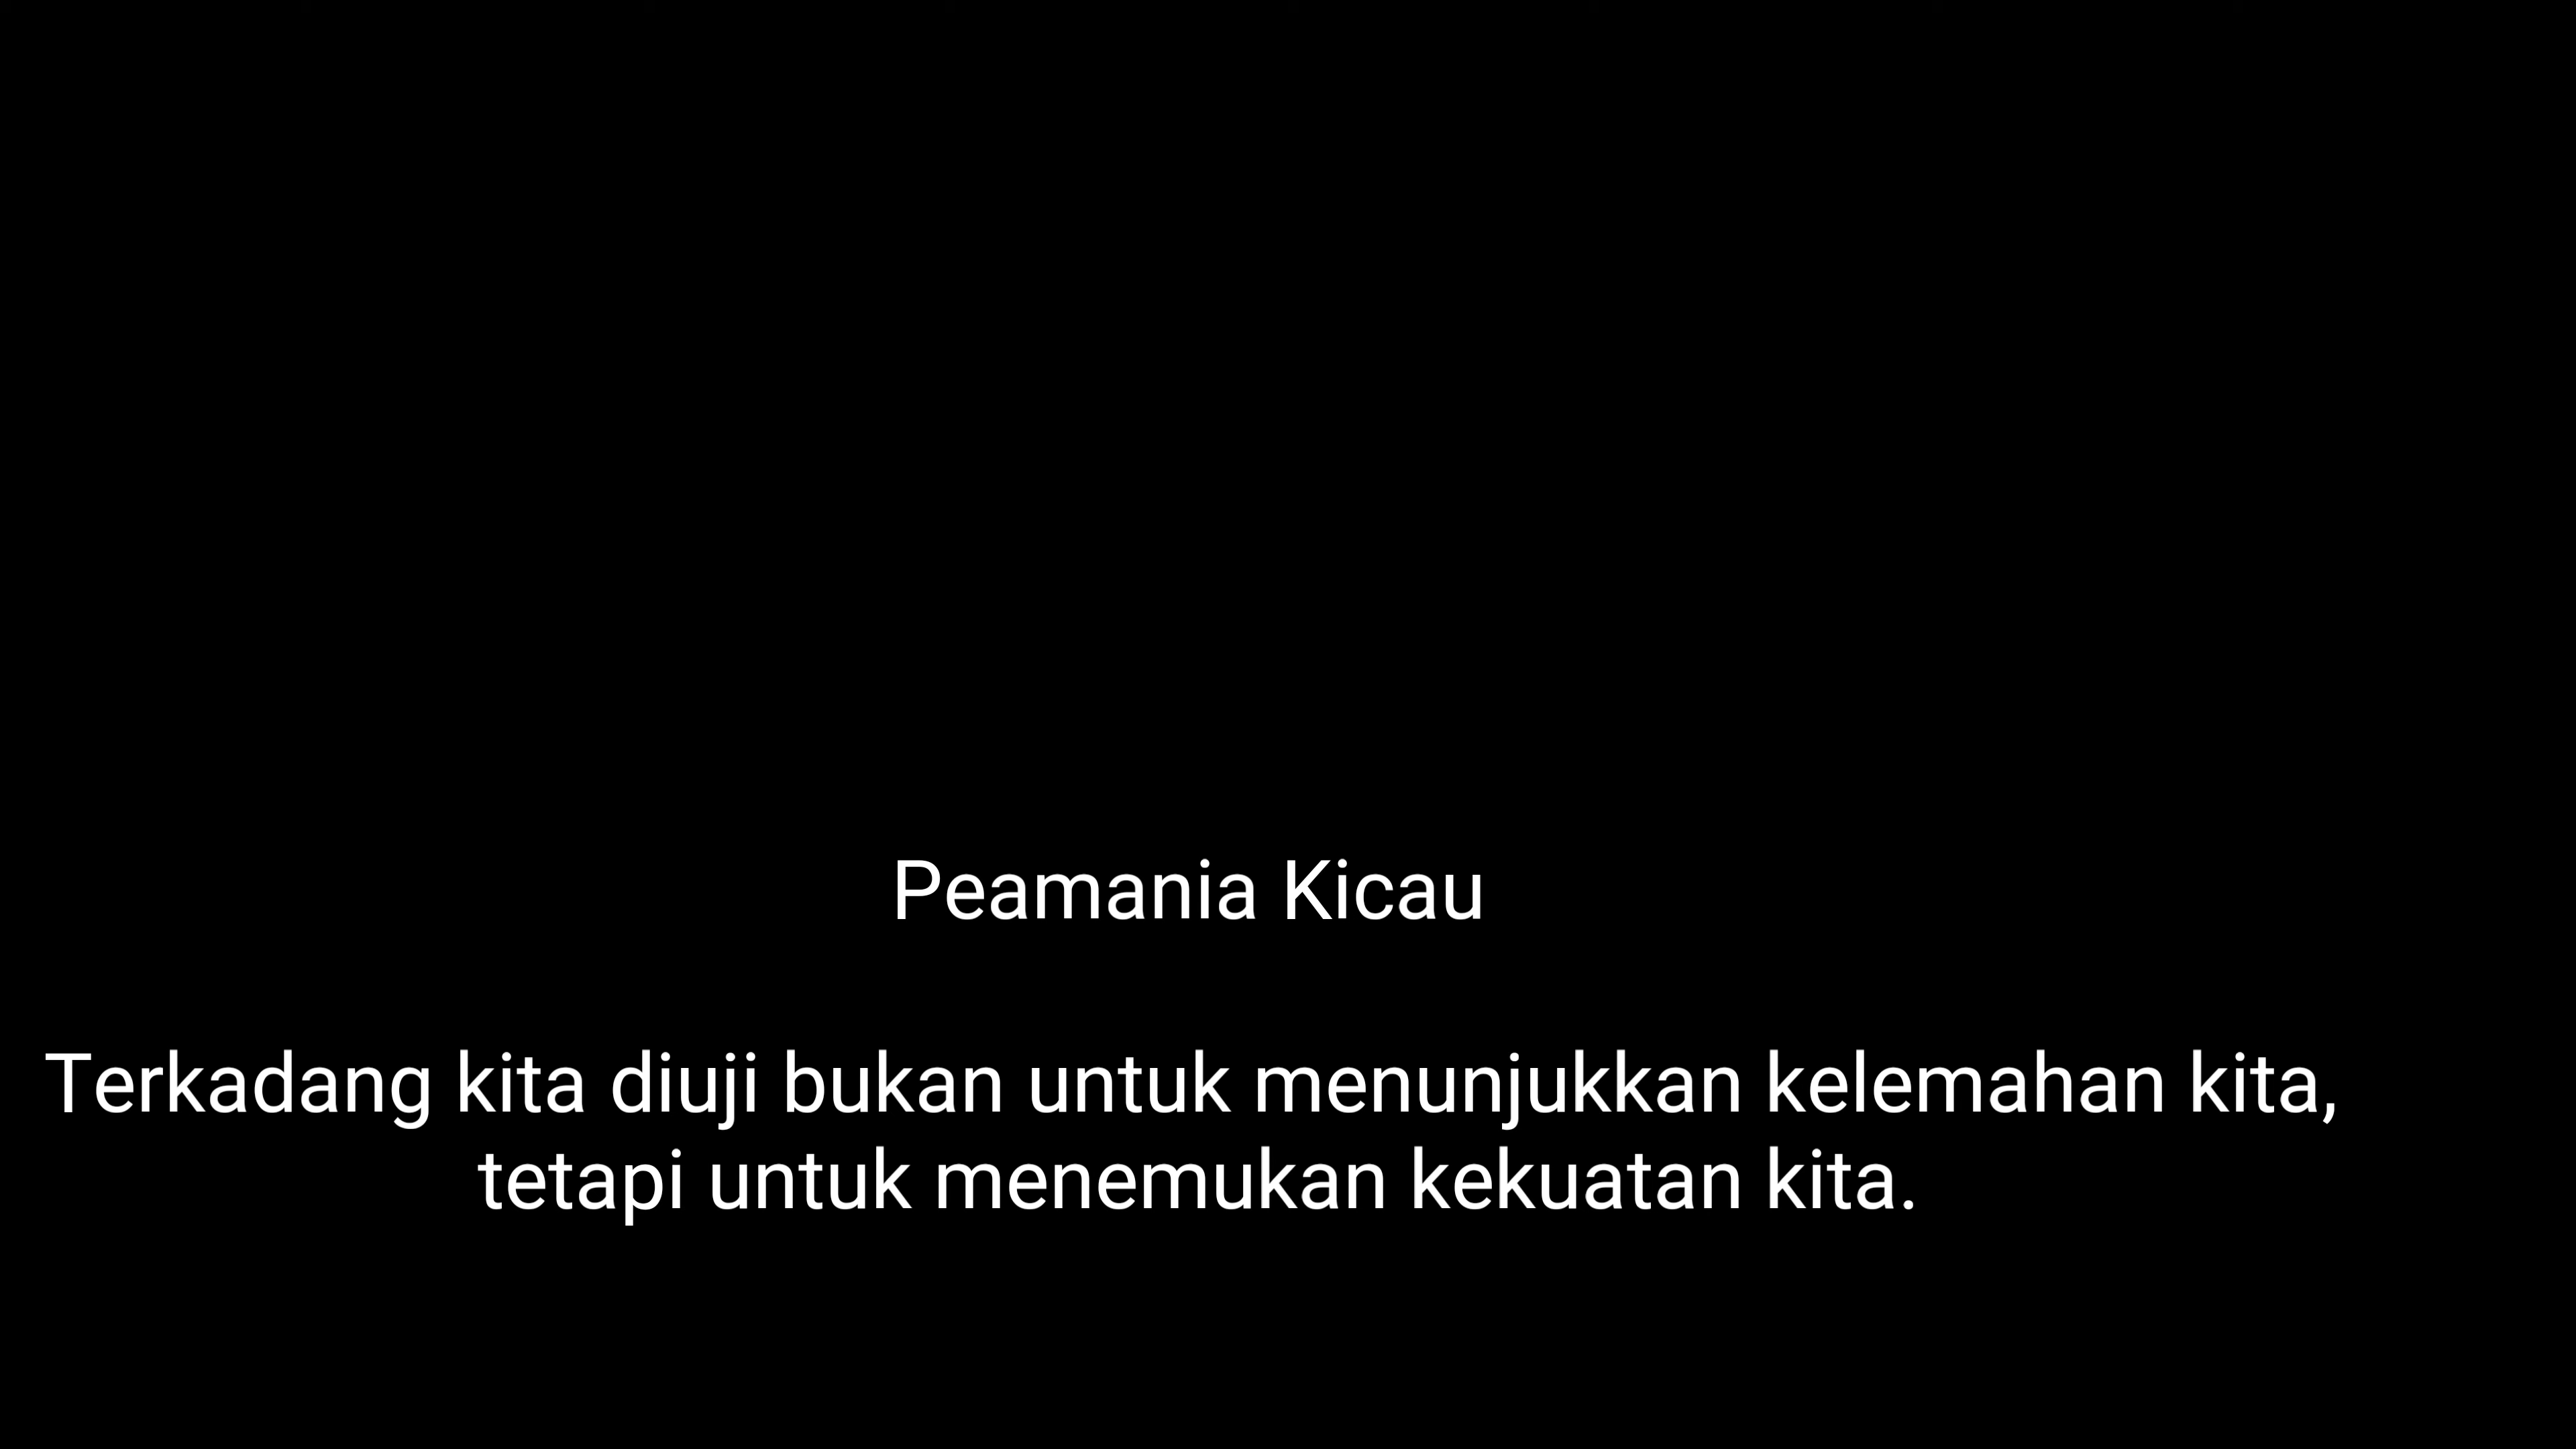 Peamania Kicau
Terkadang kita diuji bukan untuk menunjukkan kelemahan kita,
tetapi untuk menemukan kekuatan kita.